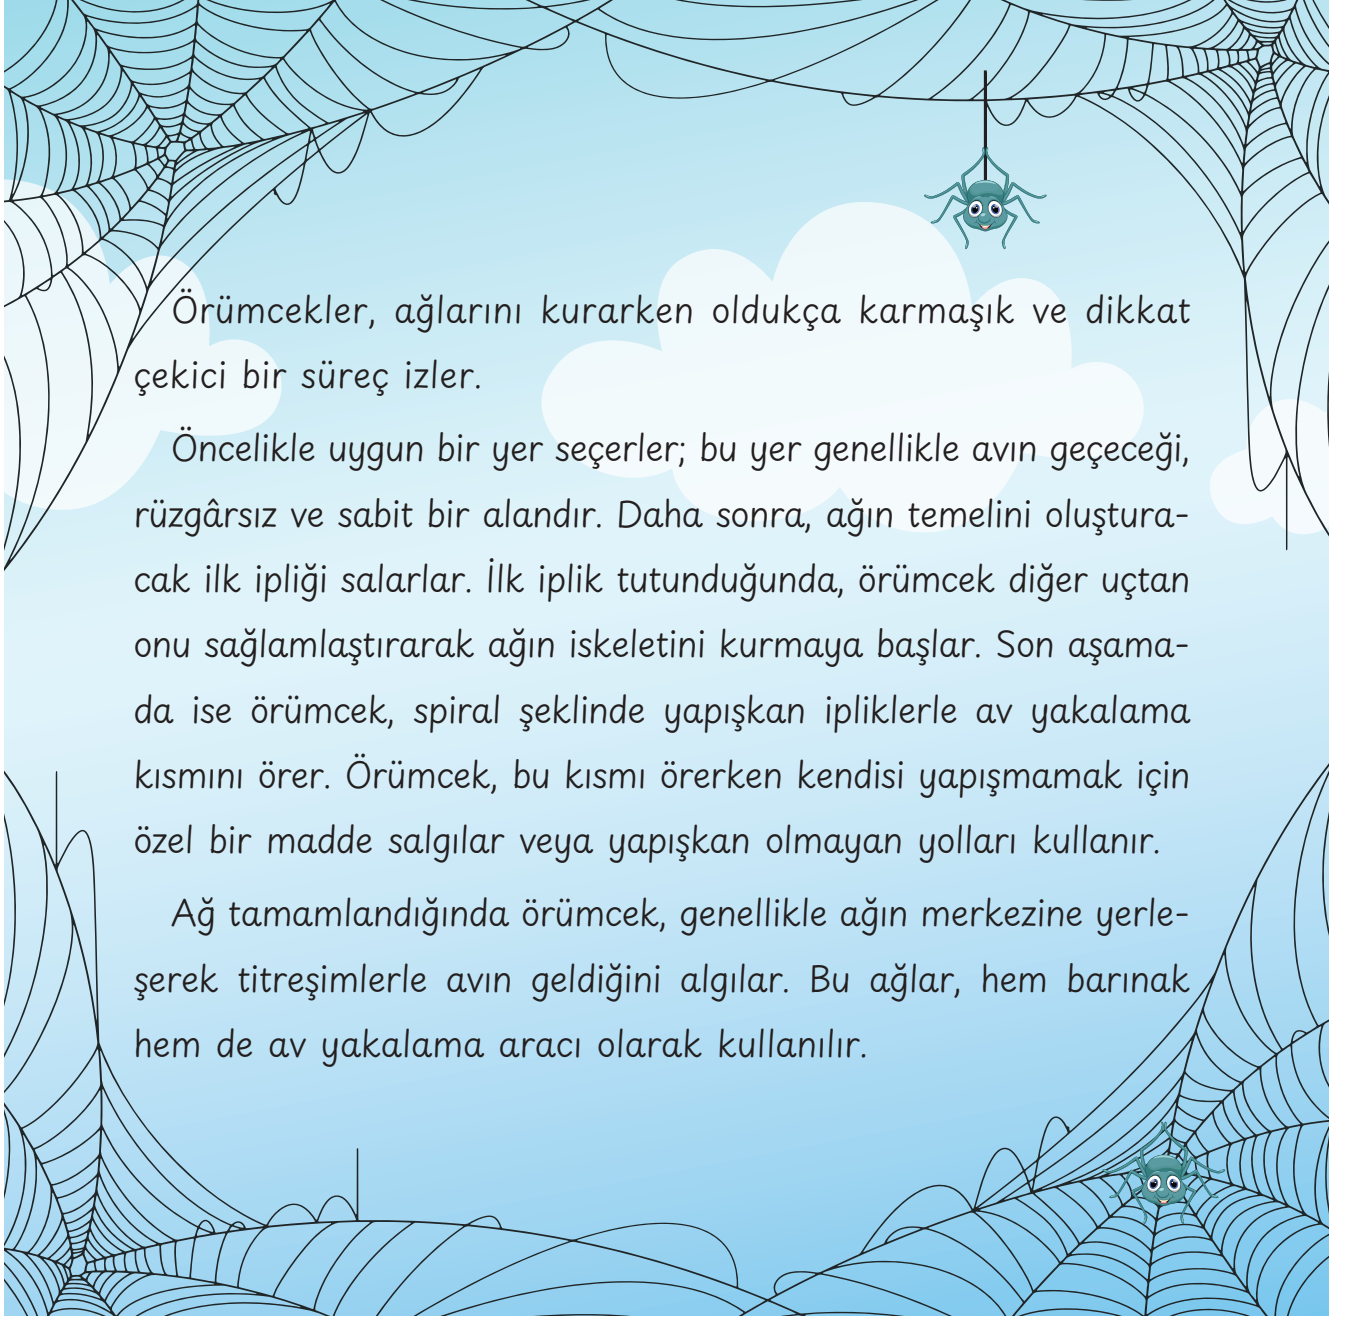 Örümcekler, ağlarını kurarken oldukça karmaşık ve dikkat
çekici bir süreç izler.
Öncelikle uygun bir yer seçerler; bu yer genellikle avın geçeceği,
rüzgârsız ve sabit bir alandır. Daha sonra, ağın temelini oluştura-
cak ilk ipliği salarlar. İlk iplik tutunduğunda, örümcek diğer uçtan
onu sağlamlaştırarak ağın iskeletini kurmaya başlar. Son aşama-
da ise örümcek, spiral şeklinde yapışkan ipliklerle av yakalama
kısmını örer. Örümcek, bu kısmı örerken kendisi yapışmamak için
özel bir madde salgılar veya yapışkan olmayan yolları kullanır.
Ağ tamamlandığında örümcek, genellikle ağın merkezine yerle-
şerek titreşimlerle avın geldiğini algılar. Bu ağlar, hem barınak
hem de av yakalama aracı olarak kullanılır.